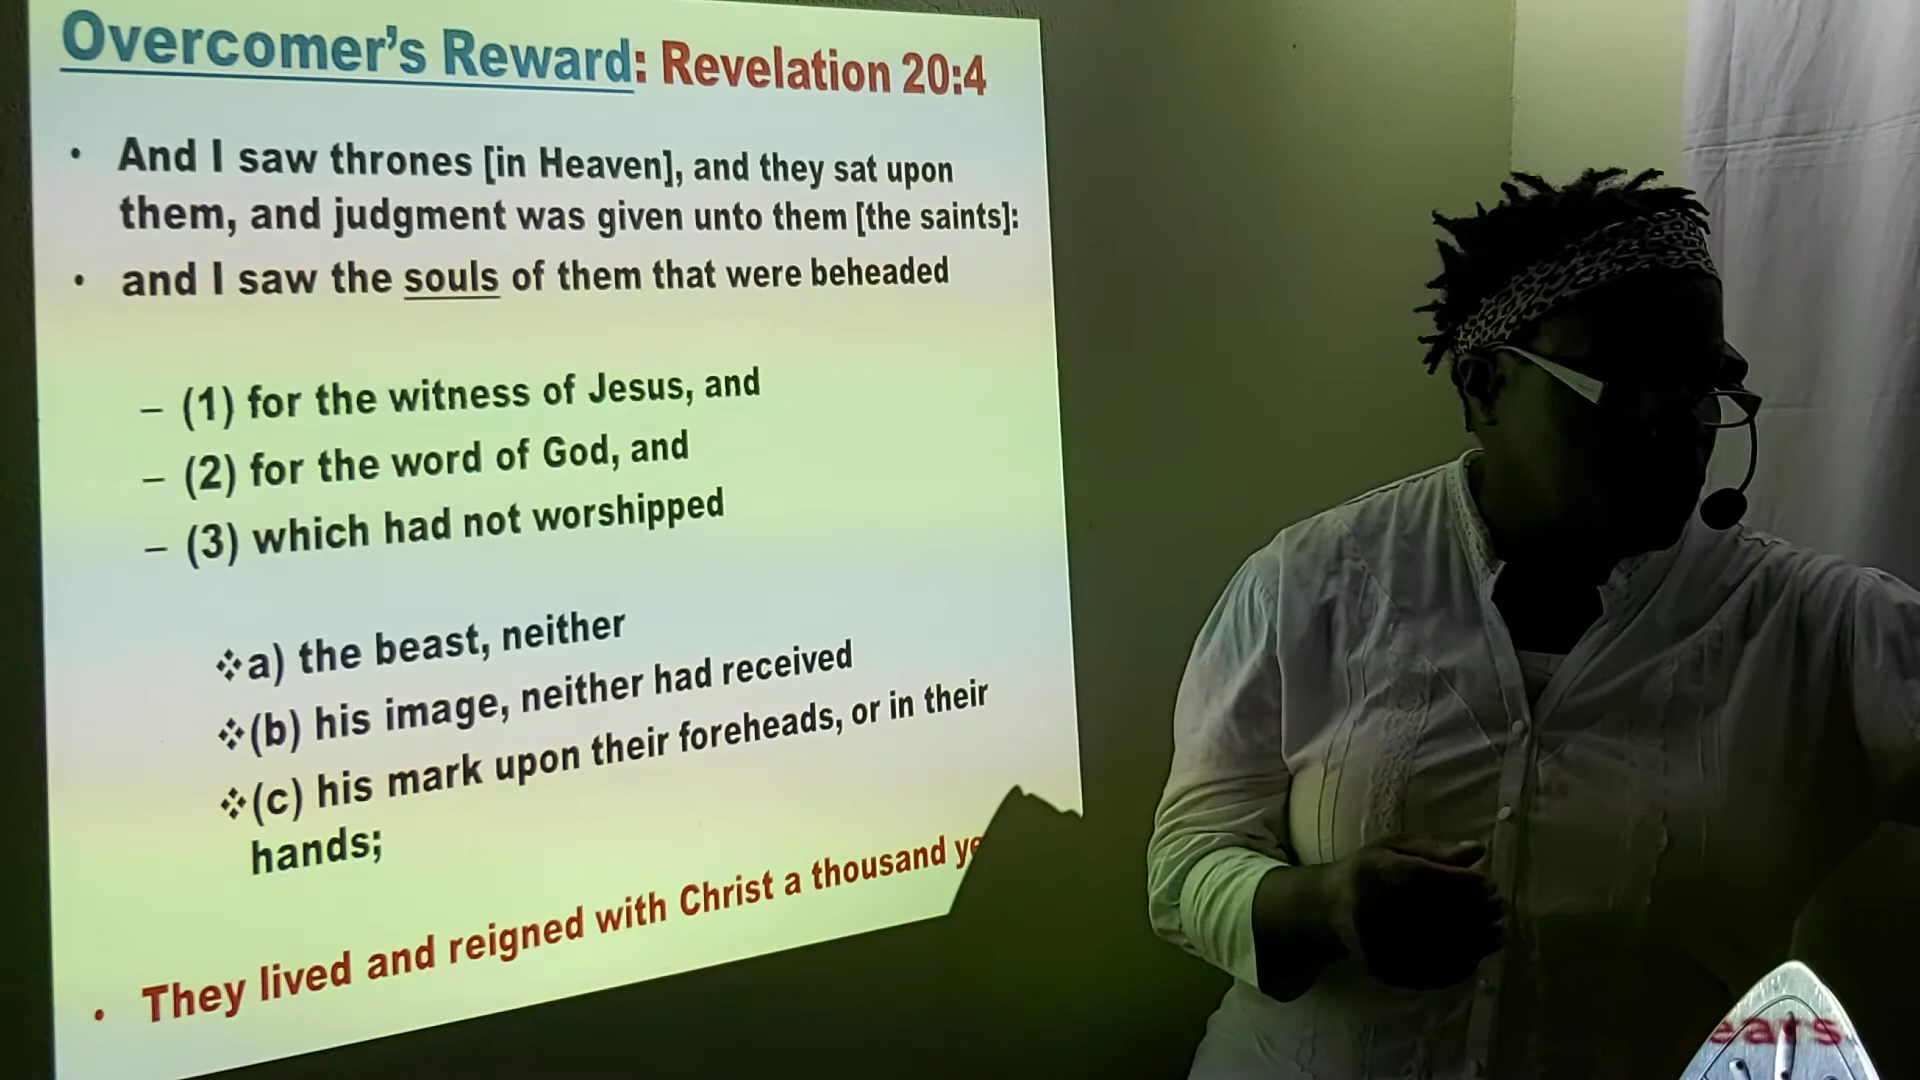 Overcomer's Reward: Revelation 20:4
• And I saw thrones [in Heaven], and they sat upon
them, and judgment was given unto them [the saints]:
• and I saw the souls of them that were beheaded
– (1) for the witness of Jesus, and
– (2) for the word of God, and
– (3) which had not worshipped
❖a) the beast, neither
❖(b) his image, neither had received
❖(c) his mark upon their foreheads, or in their
hands;
• They lived and reigned with Christ a thousand ye
ears